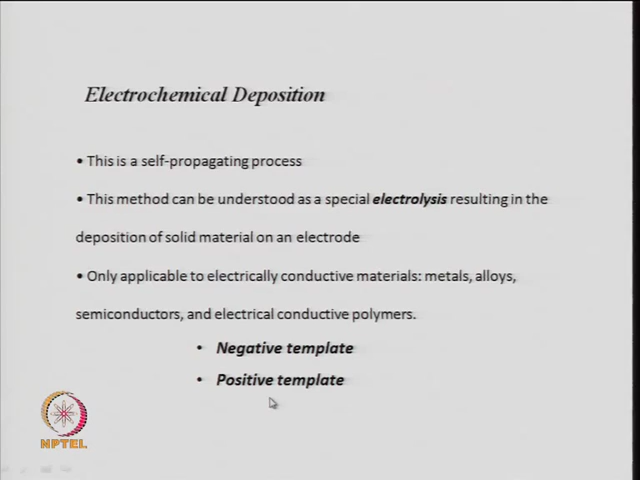 Electrochemical Deposition
• This is a self-propagating process
• This method can be understood as a special electrolysis resulting in the
deposition of solid material on an electrode
• Only applicable to electrically conductive materials: metals, alloys,
semiconductors, and electrical conductive polymers.
• Negative template
• Positive template
NPTEL